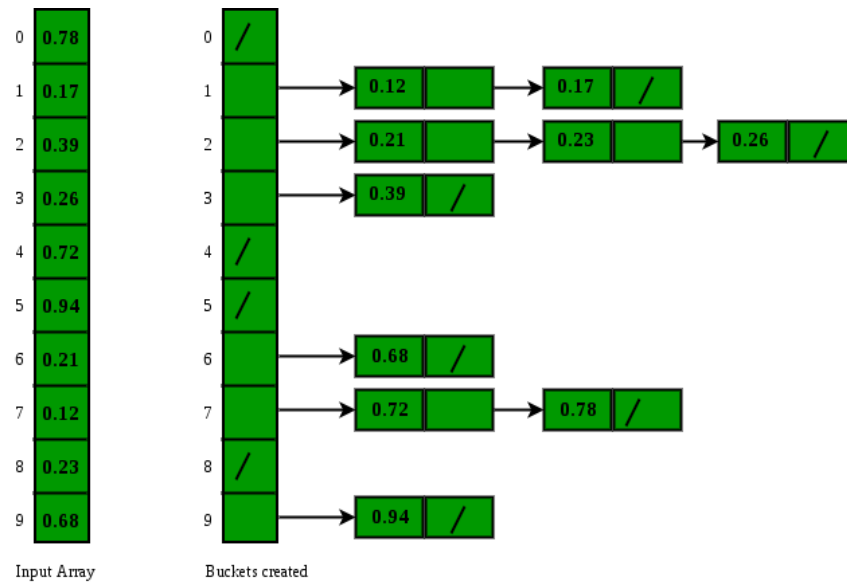 0 0.78 0 /
1 0.17 1 0.12 0.17 /
2 0.39 2 0.21 0.23 0.26 /
3 0.26 3 0.39 /
4 0.72 4 /
5 0.94 5 /
6 0.21 6 0.68 /
7 0.12 7 0.72 0.78 /
8 0.23 8 /
9 0.68 9 0.94 /
Input Array Buckets created